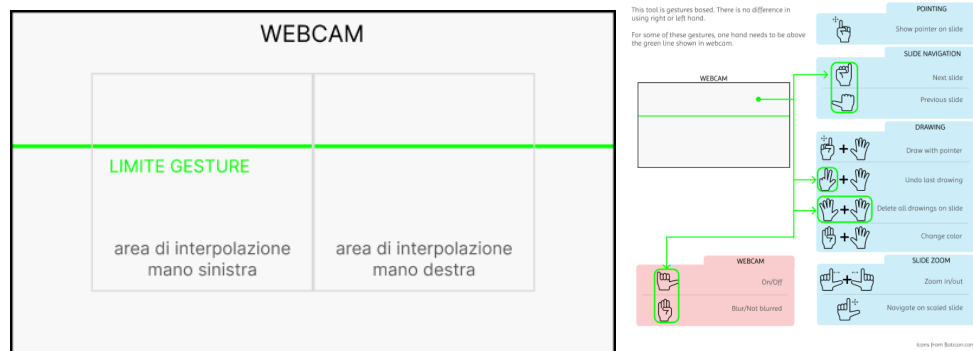 WEBCAM
LIMITE GESTURE
area di interpolazione
mano sinistra
area di interpolazione
mano destra
This tool is gestures based. There is no difference in
using right or left hand.
For some of these gestures, one hand needs to be above
the green line shown in webcam.
WEBCAM
POINTING
Show pointer on slide
SLIDE NAVIGATION
Next slide
Previous slide
DRAWING
Draw with pointer
Undo last drawing
Delete all drawings on slide
Change color
WEBCAM
On/Off
Blur/Not blurred
SLIDE ZOOM
Zoom in/out
Navigate on scaled slide
Icons from flaticon.com